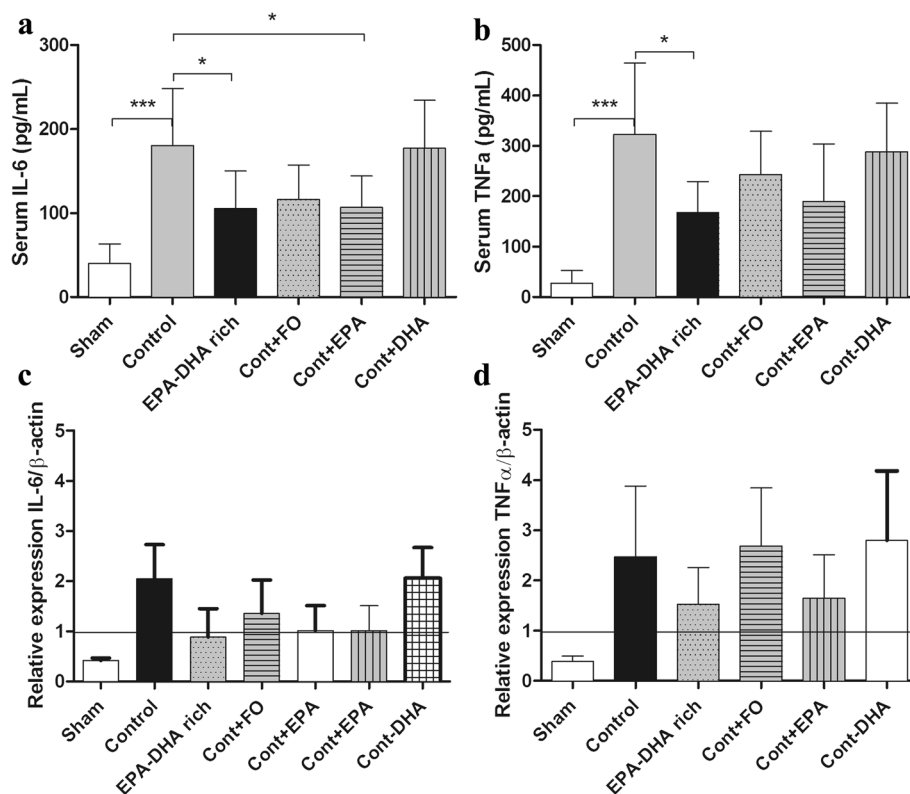 a
Serum IL-6 (pg/mL)
300
200
100
0
***
*
*
Sham
Control
EPA-DHA rich
Cont+FO
Cont+EPA
Cont+DHA
b
Serum TNFa (pg/mL)
500
400
300
200
100
0
***
*
Sham
Control
EPA-DHA rich
Cont+FO
Cont+EPA
Cont-DHA
c
Relative expression IL-6/β-actin
5
4
3
2
1
0
Sham
Control
EPA-DHA rich
Cont+FO
Cont+EPA
Cont+EPA
Cont-DHA
d
Relative expression TNFα/β-actin
5
4
3
2
1
0
Sham
Control
EPA-DHA rich
Cont+FO
Cont+EPA
Cont-DHA